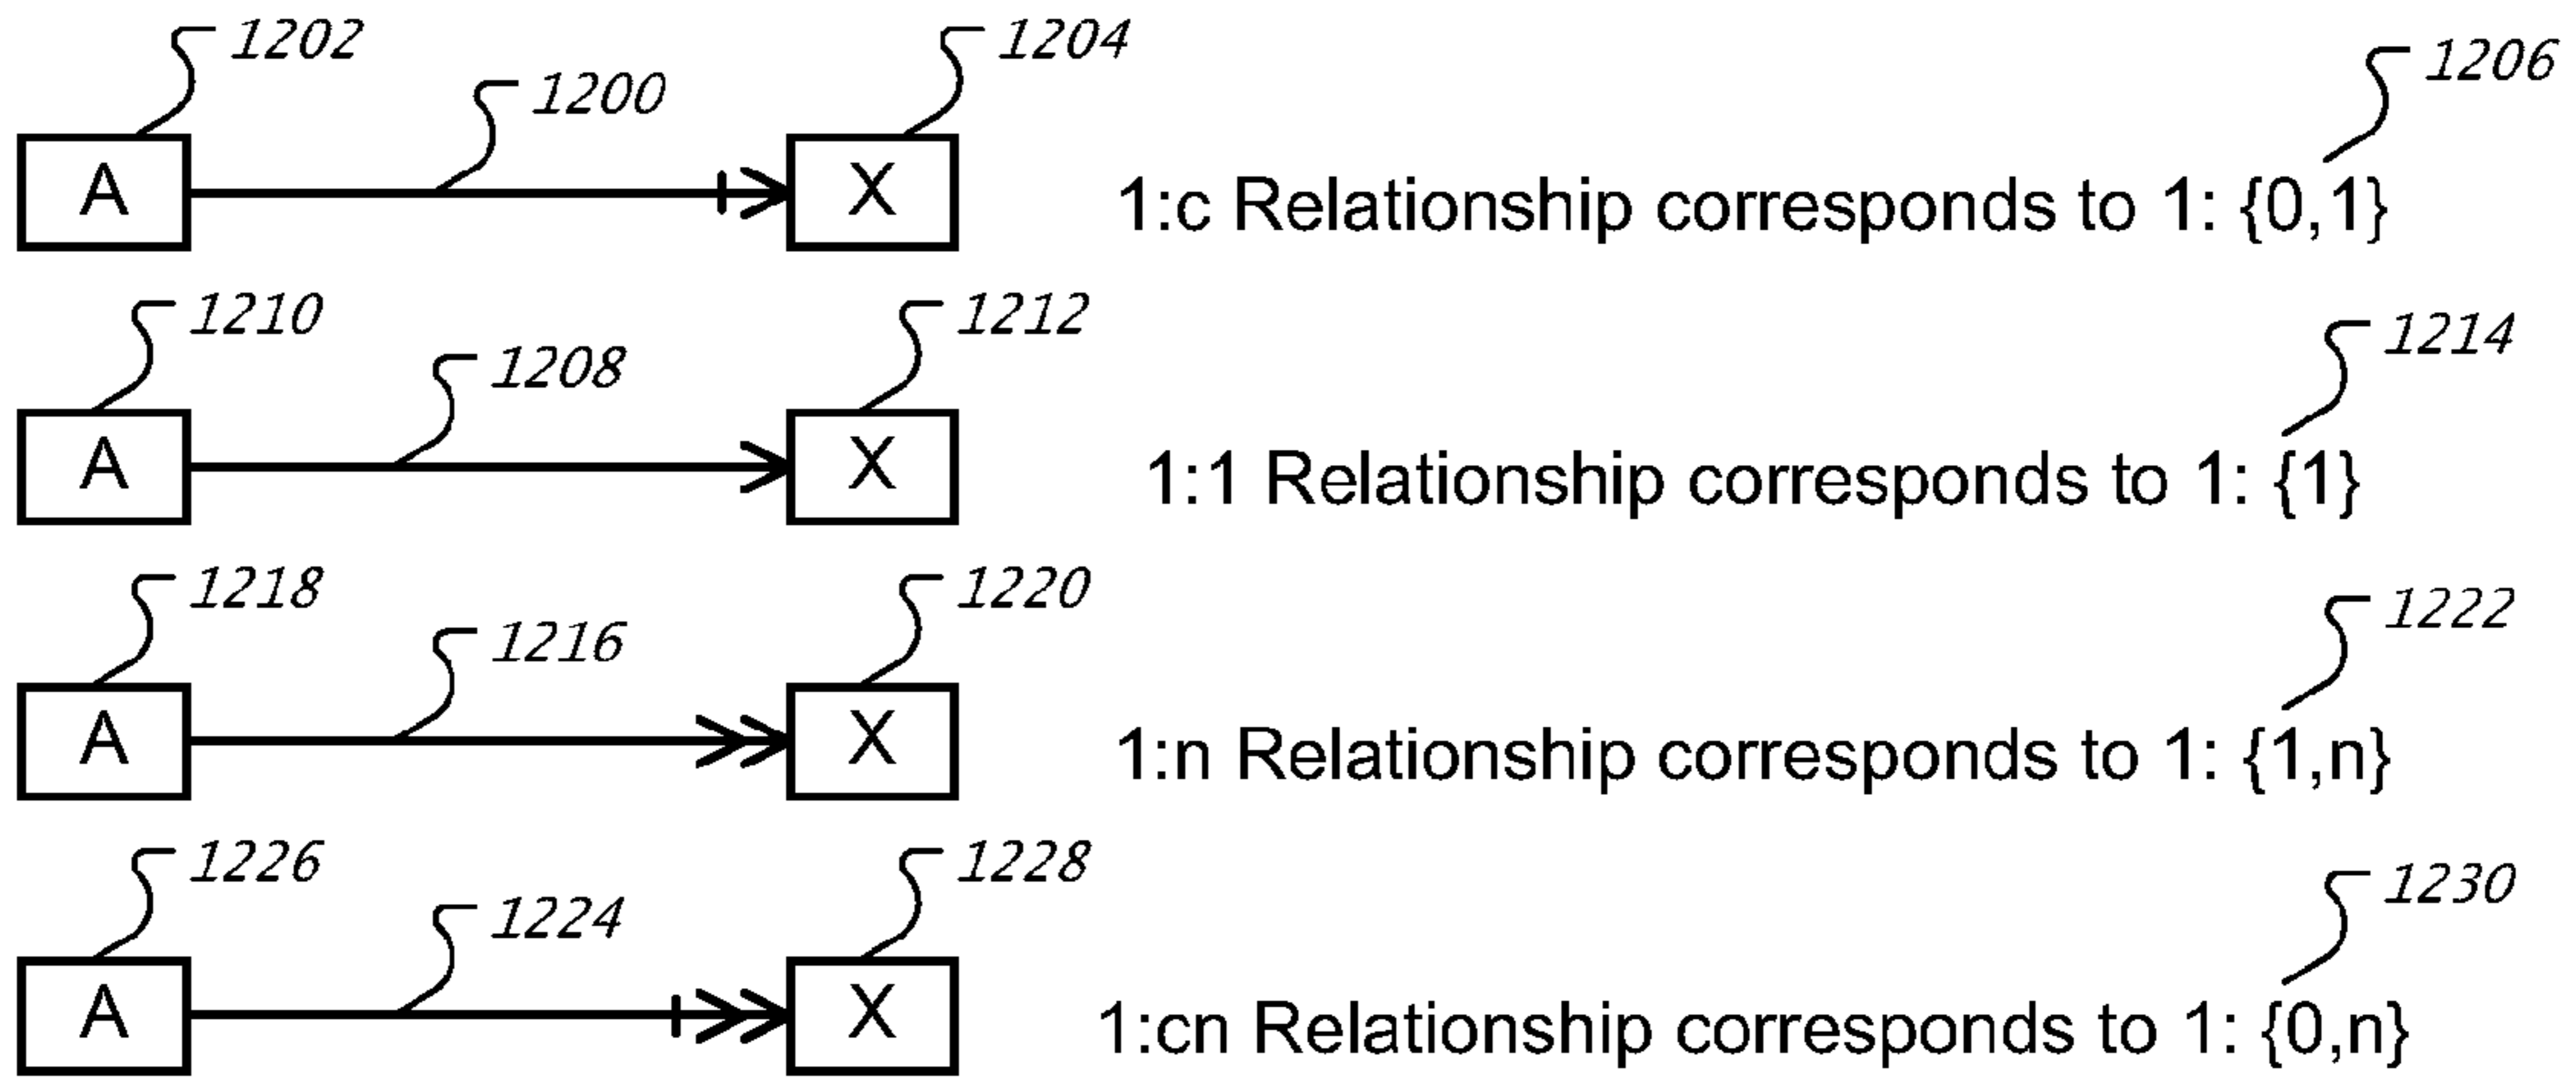 1202
1204
1200
1206
A
X
1:c Relationship corresponds to 1: {0,1}
1210
1212
1208
1214
A
X
1:1 Relationship corresponds to 1: {1}
1218
1220
1216
1222
A
X
1:n Relationship corresponds to 1: {1,n}
1226
1228
1224
1230
A
X
1:cn Relationship corresponds to 1: {0,n}